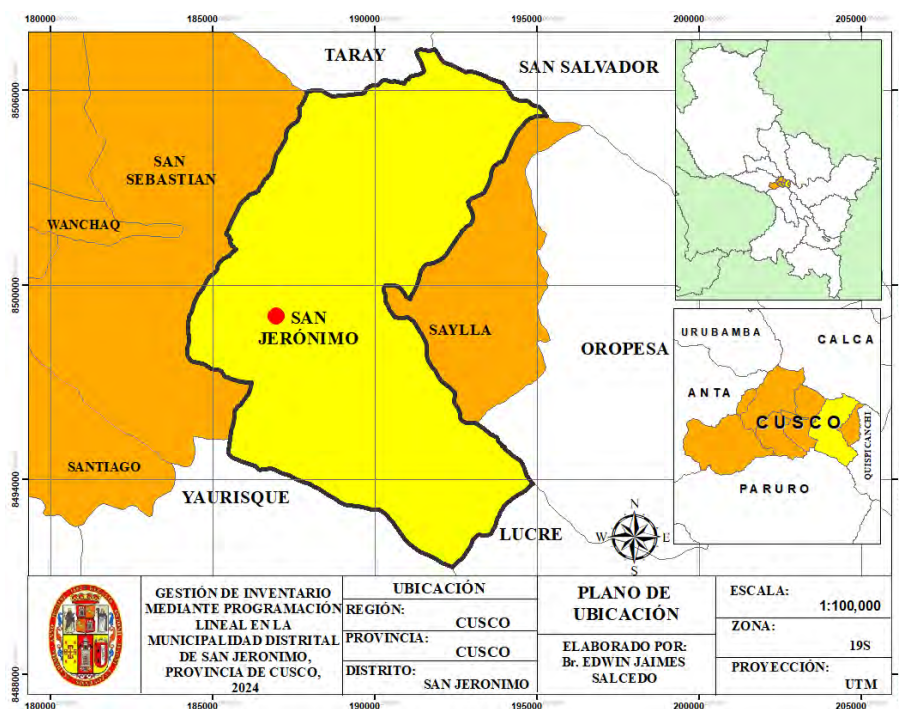 180000 185000 190000 195000 200000 205000
TARAY
SAN SALVADOR
8506000
SAN
SEBASTIAN
WANCHAQ
8500000
SAN
JERÓNIMO
SAYLLA
OROPESA
SANTIAGO
8494000
YAURISQUE
LUCRE
N
W E
S
URUBAMBA
CALCA
ANTA
CUSCO
QUISPICANCHI
PARURO
GESTIÓN DE INVENTARIO
MEDIANTE PROGRAMACIÓN
LINEAL EN LA
MUNICIPALIDAD DISTRITAL
DE SAN JERONIMO,
PROVINCIA DE CUSCO,
2024
UBICACIÓN
REGIÓN:
CUSCO
PROVINCIA:
CUSCO
DISTRITO:
SAN JERONIMO
PLANO DE
UBICACIÓN
ELABORADO POR:
Br. EDWIN JAIMES
SALCEDO
ESCALA:
1:100,000
ZONA:
19S
PROYECCIÓN:
UTM
8488000
180000 185000 190000 195000 200000 205000